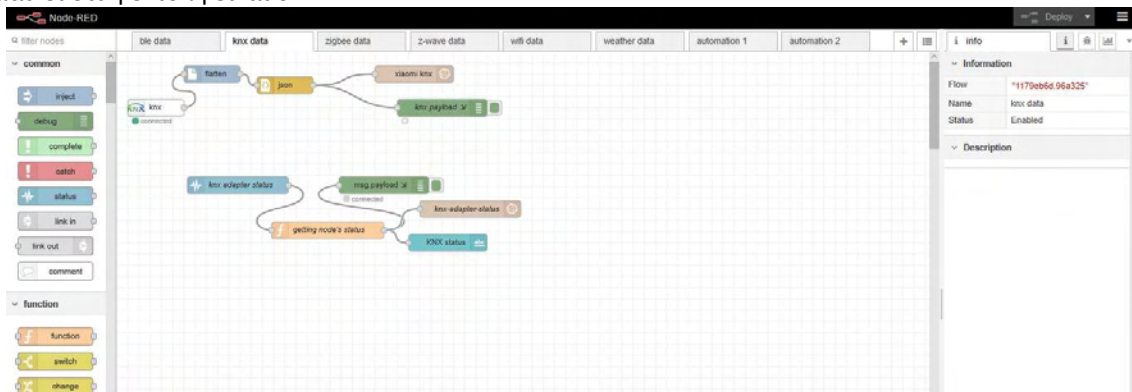 Node-RED
Deploy
filter nodes
ble data
knx data
zigbee data
z-wave data
wifi data
weather data
automation 1
automation 2
info
common
inject
debug
complete
catch
status
link in
link out
comment
function
function
switch
change
flatten
json
xiaomi knx
KNX knx
connected
knx payload
knx adapter status
msg.payload
connected
knx-adapter-status
getting node's status
KNX status
abc
Information
Flow "1179eb6d.96a325"
Name knx data
Status Enabled
Description